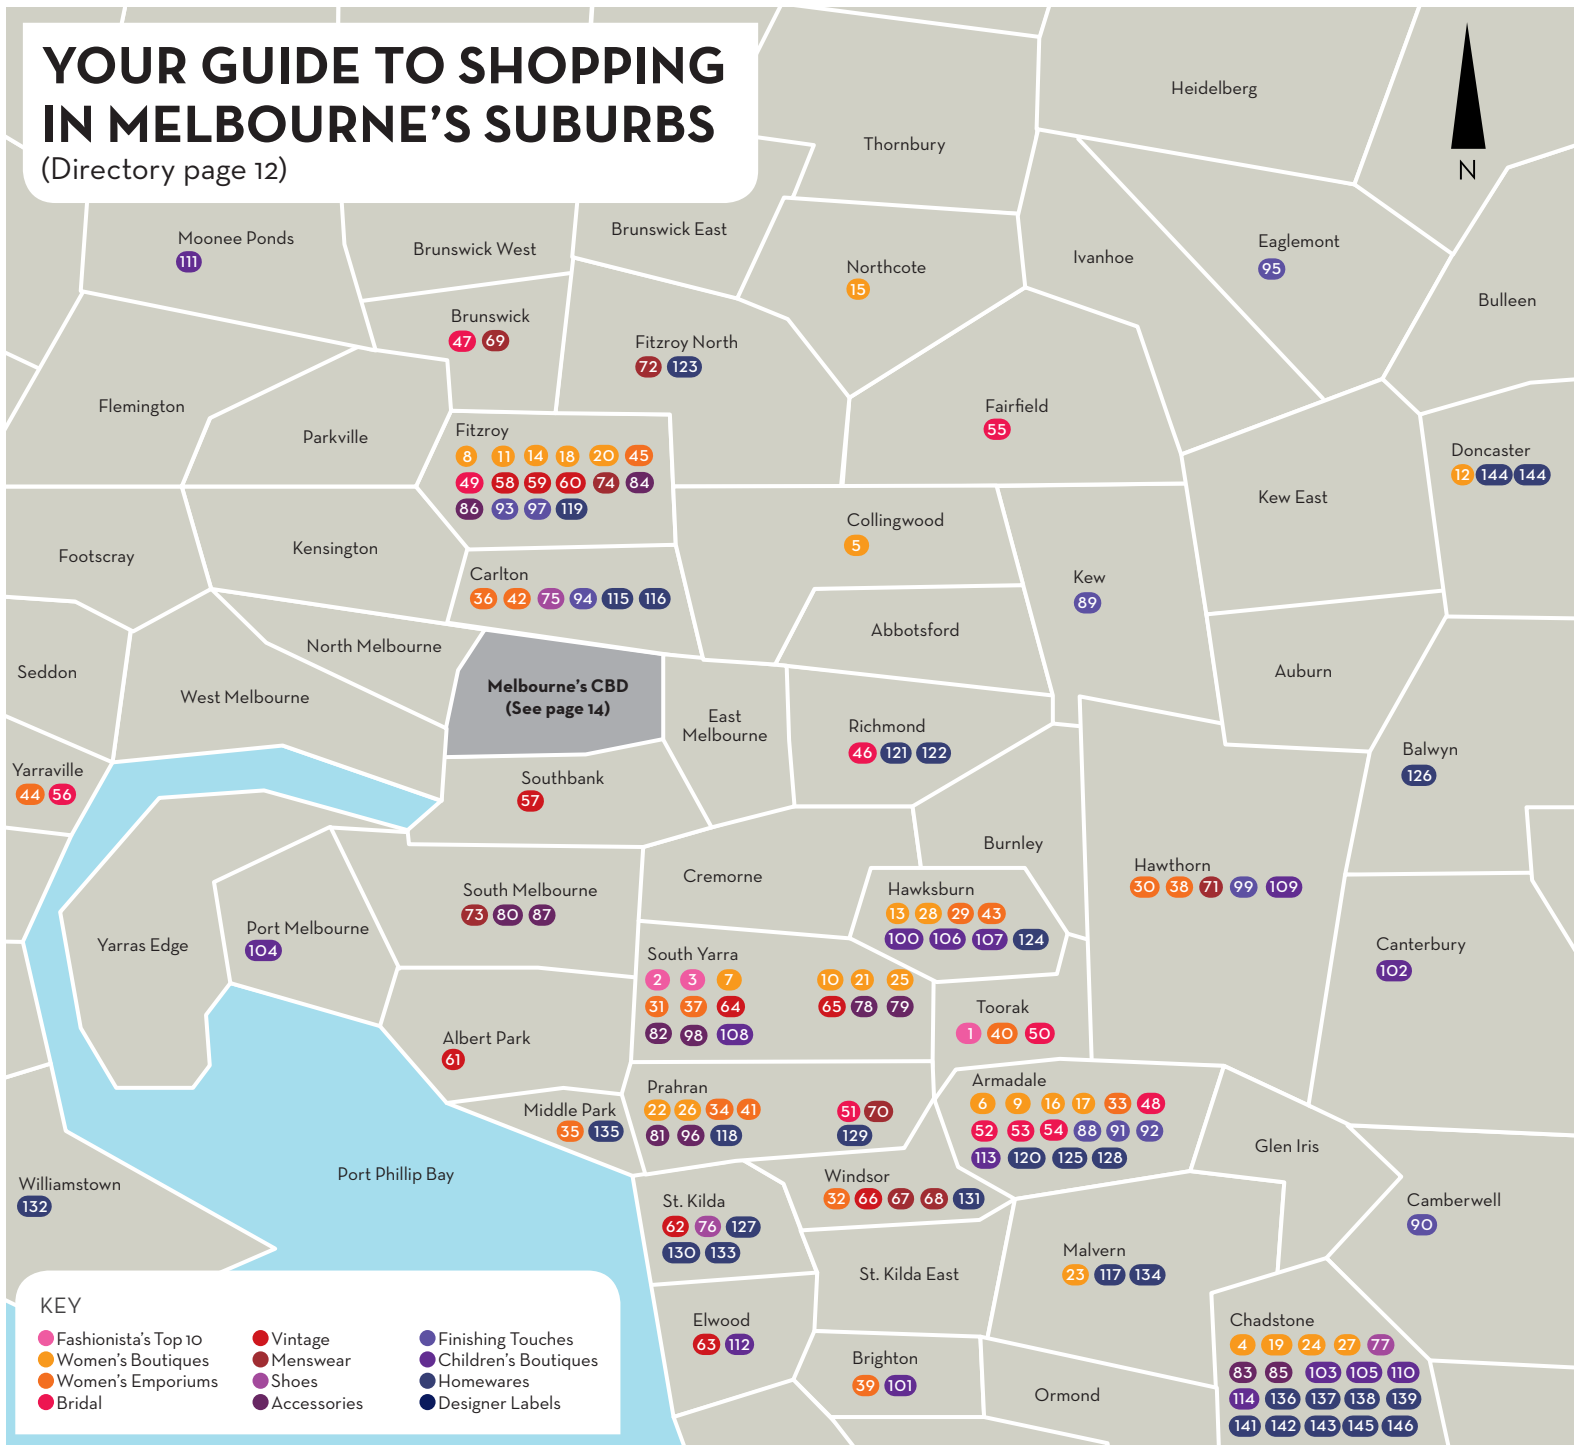 YOUR GUIDE TO SHOPPING
IN MELBOURNE'S SUBURBS
(Directory page 12)
N
Heidelberg
Thornbury
Moonee Ponds
111
Brunswick West
Brunswick East
Northcote
15
Ivanhoe
Eaglemont
95
Bulleen
Brunswick
47 69
Fitzroy North
72 123
Flemington
Parkville
Fitzroy
8 11 14 18 20 45
49 58 59 60 74 84
86 93 97 119
Fairfield
55
Doncaster
12 144 144
Kew East
Footscray
Kensington
Collingwood
5
Carlton
36 42 75 94 115 116
Kew
89
Abbotsford
North Melbourne
Seddon
West Melbourne
Melbourne's CBD
(See page 14)
East
Melbourne
Richmond
46 121 122
Auburn
Balwyn
126
Yarraville
44 56
Southbank
57
Burnley
Cremorne
Hawthorn
30 38 71 99 109
South Melbourne
73 80 87
Hawksburn
13 28 29 43
100 106 107 124
Yarras Edge
Port Melbourne
104
Canterbury
102
South Yarra
2 3 7 10 21 25
31 37 64 65 78 79
82 98 108
Toorak
1 40 50
Albert Park
61
Prahran
22 26 34 41 51 70
81 96 118 129
Armadale
6 9 16 17 33 48
52 53 54 88 91 92
113 120 125 128
Middle Park
35 135
Glen Iris
Port Phillip Bay
Williamstown
132
Windsor
32 66 67 68 131
St. Kilda
62 76 127
130 133
Camberwell
90
St. Kilda East
Malvern
23 117 134
Elwood
63 112
Brighton
39 101
Ormond
Chadstone
4 19 24 27 77
83 85 103 105 110
114 136 137 138 139
141 142 143 145 146
KEY
Fashionista's Top 10
Women's Boutiques
Women's Emporiums
Bridal
Vintage
Menswear
Shoes
Accessories
Finishing Touches
Children's Boutiques
Homewares
Designer Labels